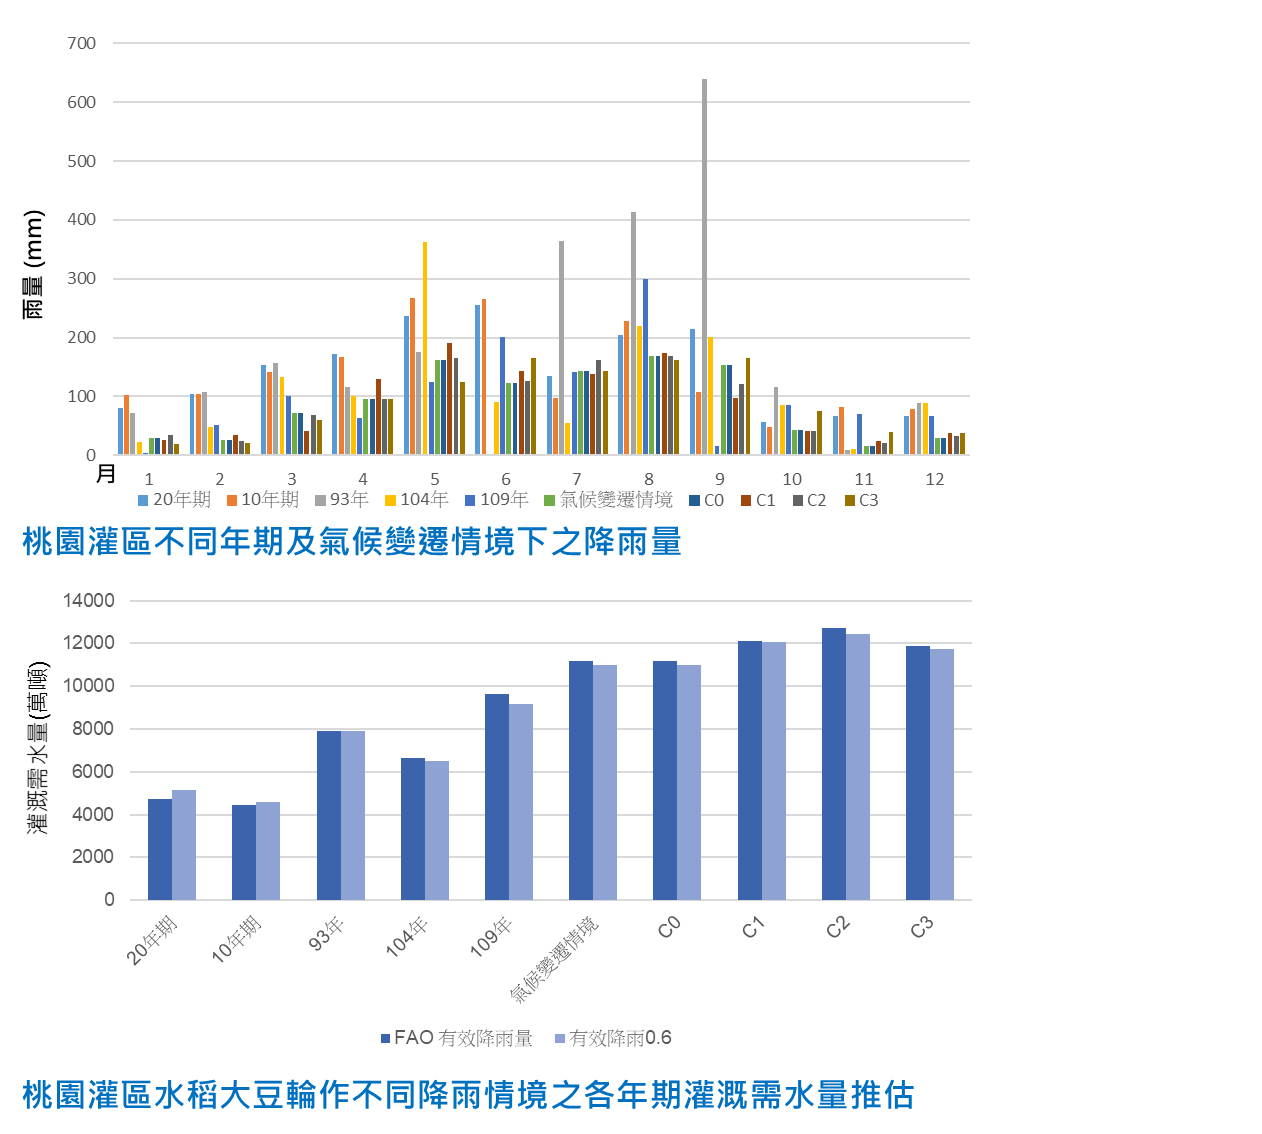 700
600
500
400
300
200
100
0
雨量 (mm)
月
1 2 3 4 5 6 7 8 9 10 11 12
20年期 10年期 93年 104年 109年 氣候變遷情境 C0 C1 C2 C3
桃園灌區不同年期及氣候變遷情境下之降雨量
14000
12000
10000
8000
6000
4000
2000
0
灌溉需水量(萬噸)
20年期 10年期 93年 104年 109年 氣候變遷情境 C0 C1 C2 C3
FAO 有效降雨量 有效降雨0.6
桃園灌區水稻大豆輪作不同降雨情境之各年期灌溉需水量推估